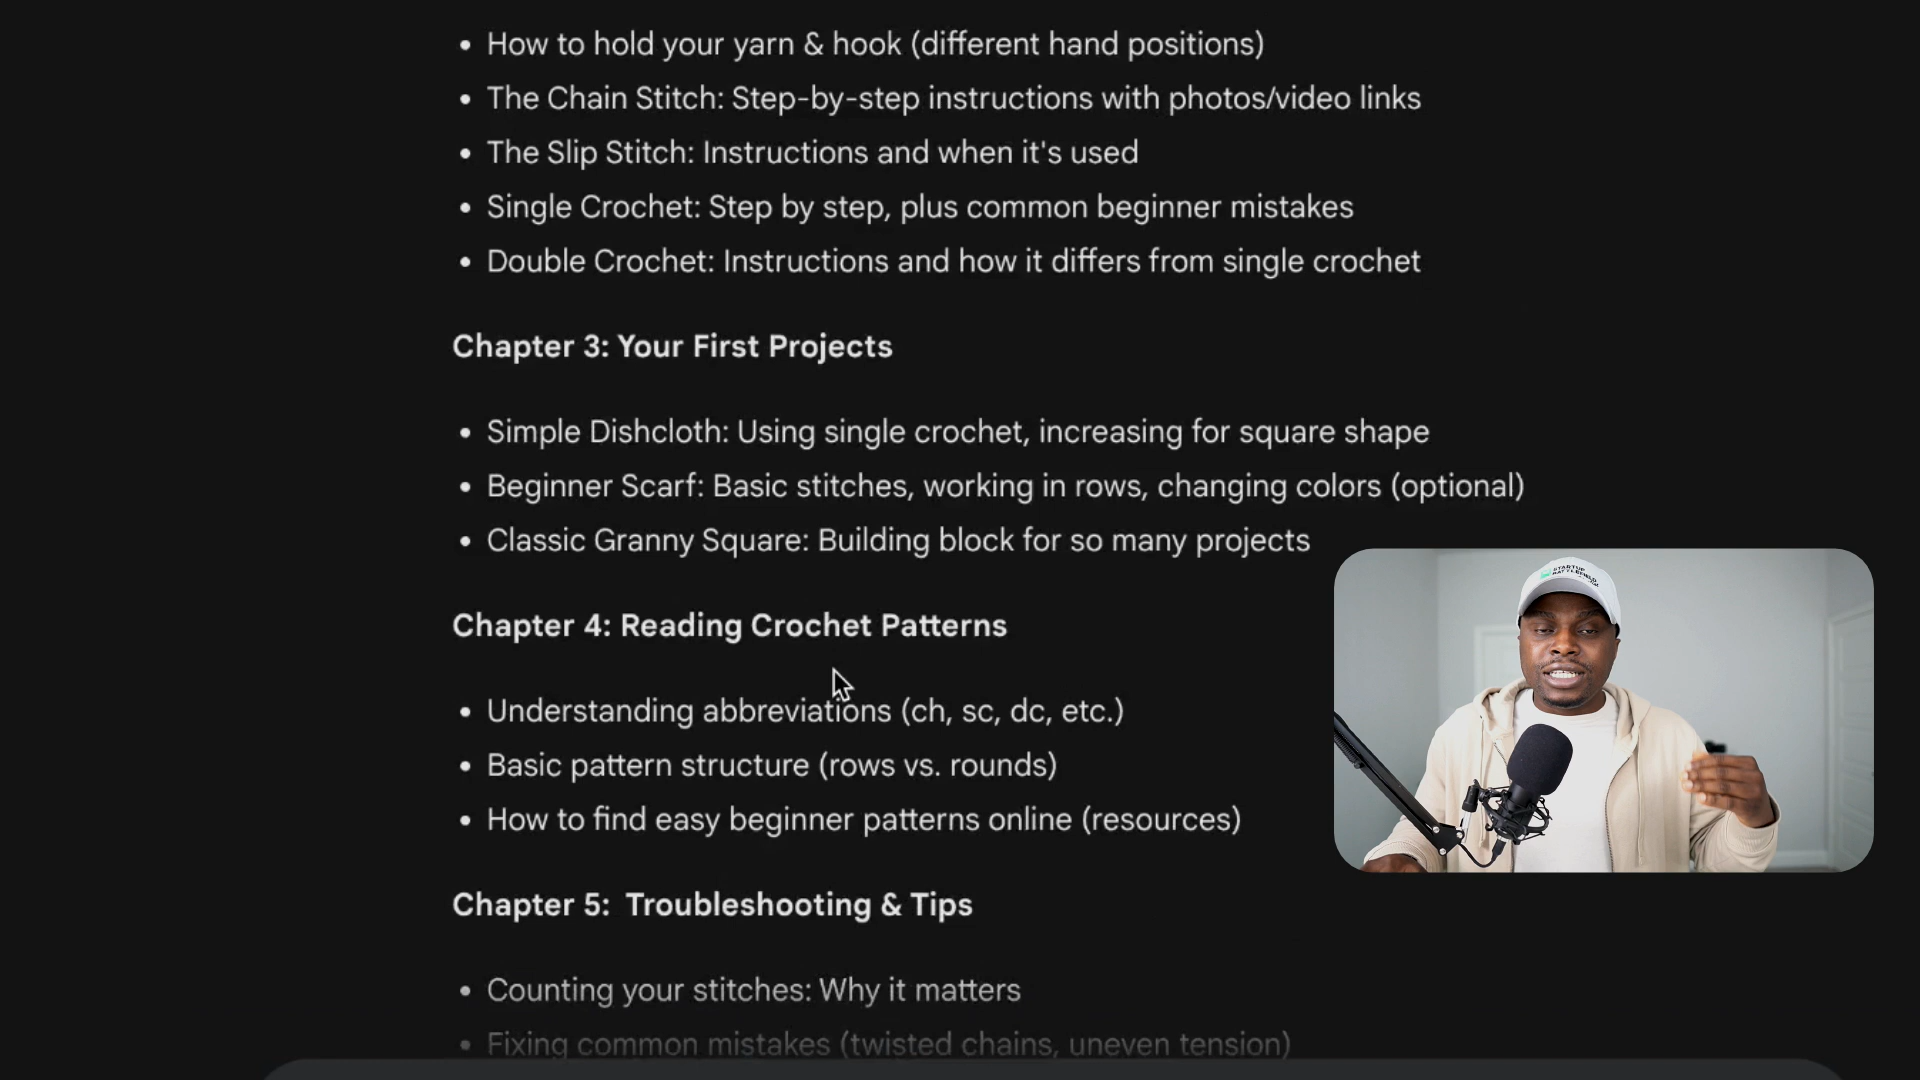 How to hold your yarn & hook (different hand positions)
The Chain Stitch: Step-by-step instructions with photos/video links
The Slip Stitch: Instructions and when it's used
Single Crochet: Step by step, plus common beginner mistakes
Double Crochet: Instructions and how it differs from single crochet
Chapter 3: Your First Projects
Simple Dishcloth: Using single crochet, increasing for square shape
Beginner Scarf: Basic stitches, working in rows, changing colors (optional)
Classic Granny Square: Building block for so many projects
Chapter 4: Reading Crochet Patterns
Understanding abbreviations (ch, sc, dc, etc.)
Basic pattern structure (rows vs. rounds)
How to find easy beginner patterns online (resources)
Chapter 5:  Troubleshooting & Tips
Counting your stitches: Why it matters
Fixing common mistakes (twisted chains, uneven tension)
STARTUP
BATTLEFIELD